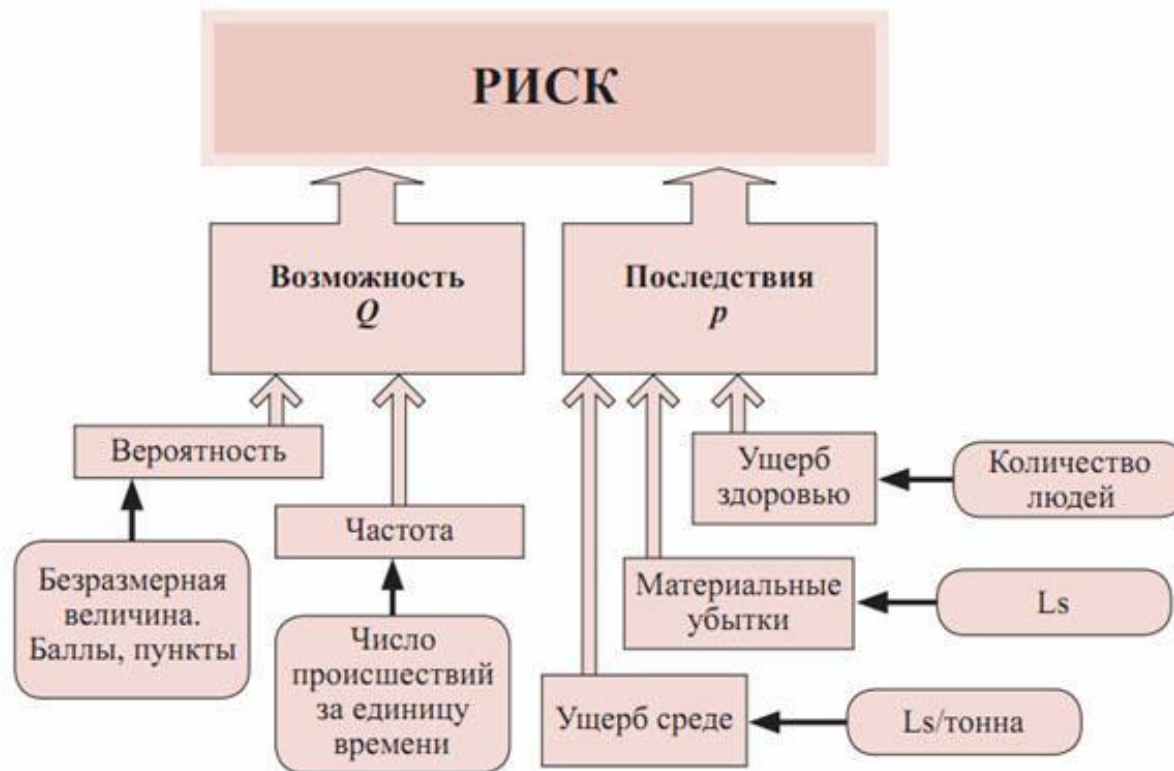 РИСК
Возможность
Q
Последствия
p
Вероятность
Частота
Безразмерная
величина.
Баллы, пункты
Число
происшествий
за единицу
времени
Ущерб
здоровью
Количество
людей
Материальные
убытки
Ls
Ущерб среде
Ls/тонна